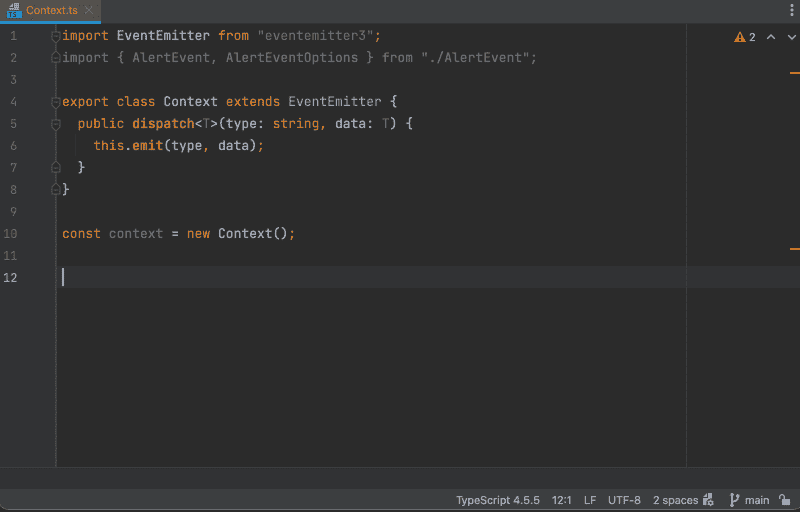 Context.ts
2
1 import EventEmitter from "eventemitter3";
2 import { AlertEvent, AlertEventOptions } from "./AlertEvent";
3
4 export class Context extends EventEmitter {
5   public dispatch<T>(type: string, data: T) {
6     this.emit(type, data);
7   }
8 }
9
10 const context = new Context();
11
12
TypeScript 4.5.5 12:1 LF UTF-8 2 spaces main